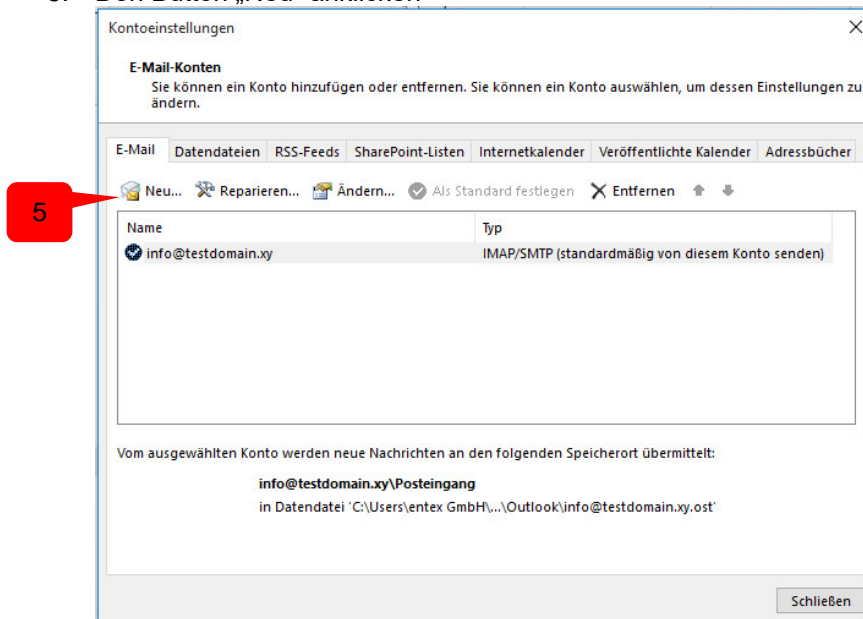 Kontoeinstellungen
E-Mail-Konten
Sie können ein Konto hinzufügen oder entfernen. Sie können ein Konto auswählen, um dessen Einstellungen zu
ändern.
E-Mail Datendateien RSS-Feeds SharePoint-Listen Internetkalender Veröffentlichte Kalender Adressbücher
5
Neu... Reparieren... Ändern... Als Standard festlegen Entfernen
Name Typ
info@testdomain.xy IMAP/SMTP (standardmäßig von diesem Konto senden)
Vom ausgewählten Konto werden neue Nachrichten an den folgenden Speicherort übermittelt:
info@testdomain.xy\Posteingang
in Datendatei 'C:\Users\entex GmbH\...\Outlook\info@testdomain.xy.ost'
Schließen